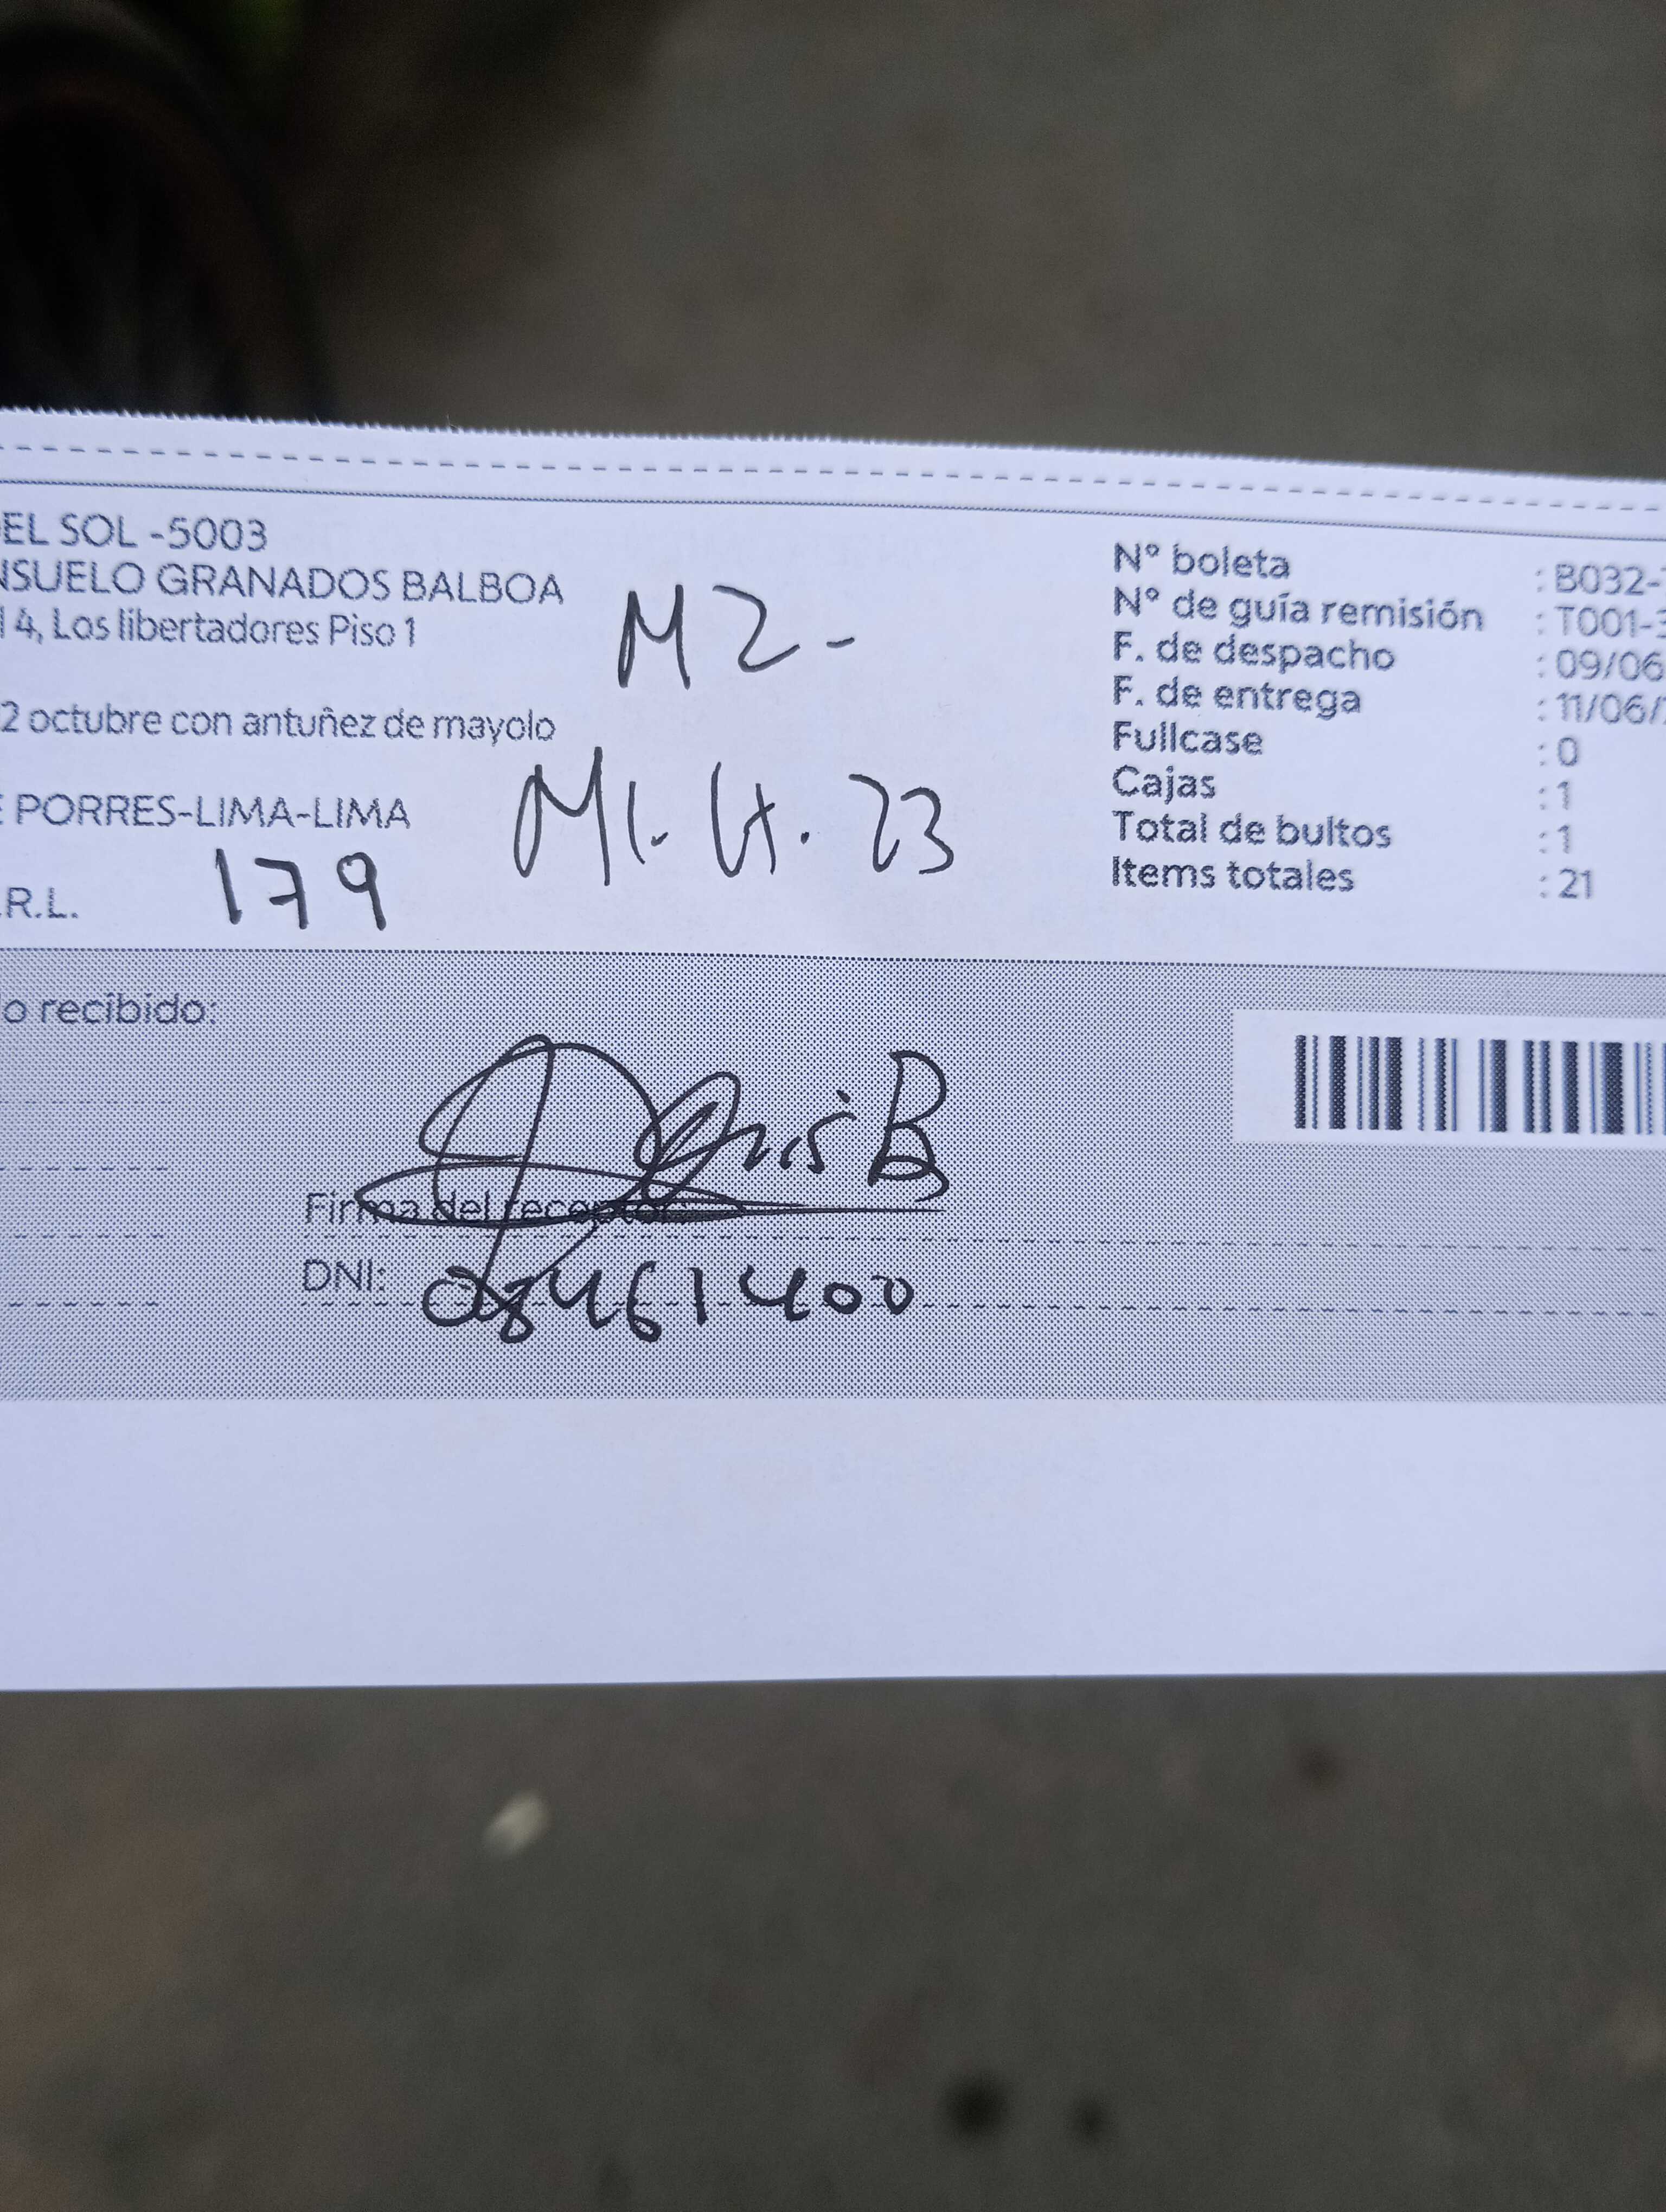 EL SOL -5003
NSUELO GRANADOS BALBOA
4, Los libertadores Piso 1
M2-
2 octubre con antuñez de mayolo
PORRES-LIMA-LIMA
M1. Lt. 23
.R.L.
179
Nº boleta : B032-
Nº de guía remisión : T001-3
F. de despacho : 09/06
F. de entrega : 11/06/
Fullcase : 0
Cajas : 1
Total de bultos : 1
Items totales : 21
o recibido:
Firma del receptor:
DNI: 08461400